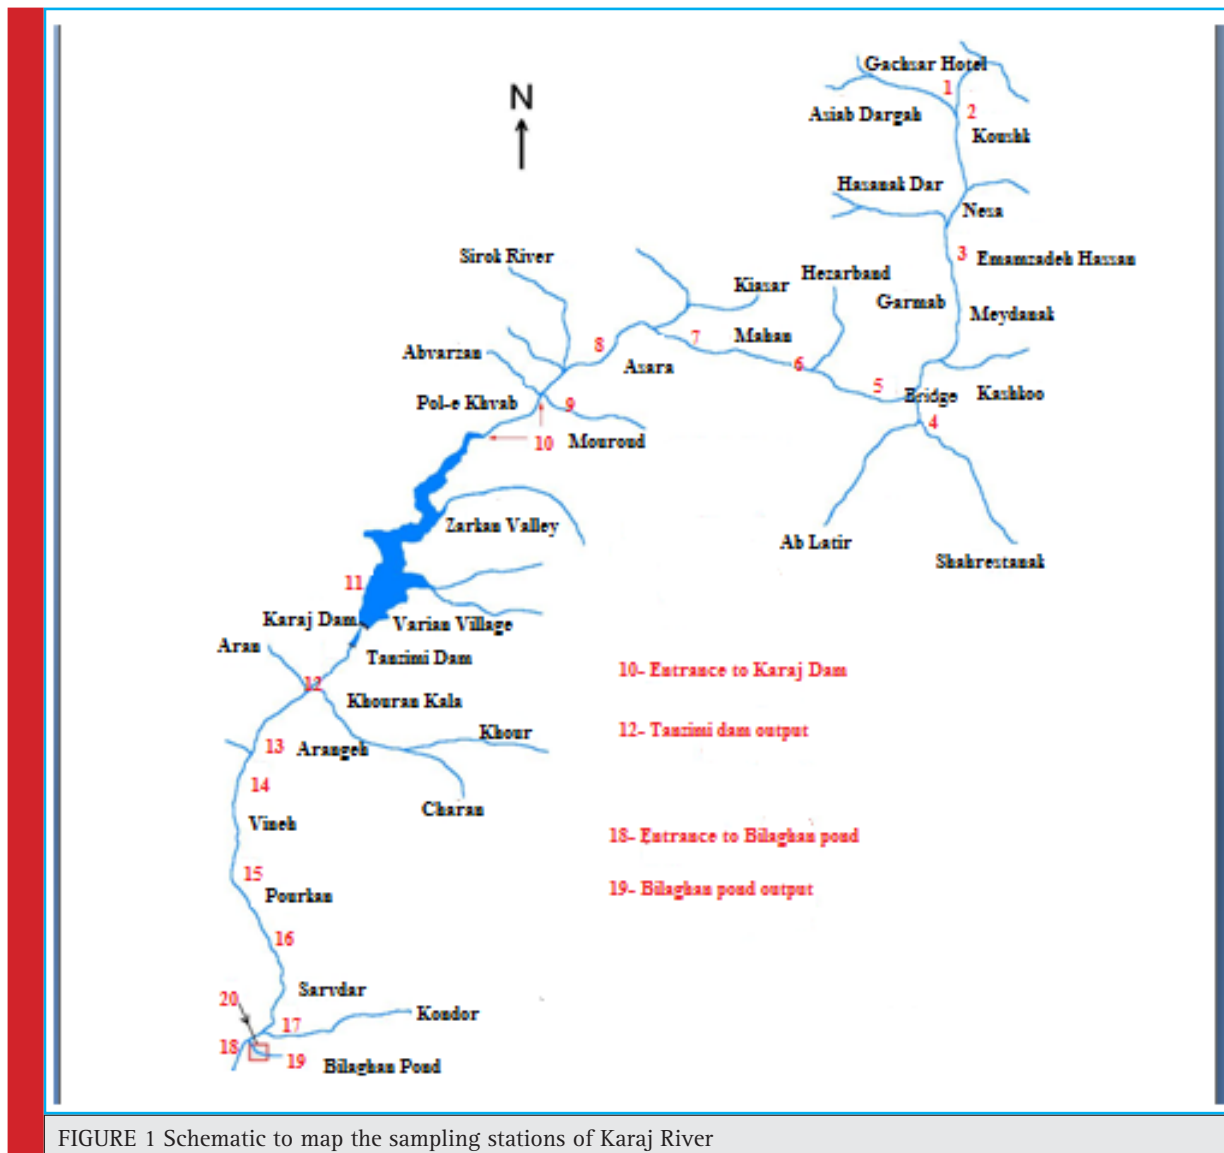 Gachsar Hotel
1
2
Asiab Dargah
Koushk
N
Hasanak Dar
Nesa
3
Emamzadeh Hassan
Sirok River
Hezarband
Kiasar
Garmab
Meydanak
Mahan
7
8
Abvarzan
Asara
6
5
Bridge
Kashkoo
Pol-e Khvab
9
4
10
Mouroud
Zarkan Valley
Ab Latir
Shahrestanak
11
Karaj Dam
Varian Village
Aran
Tanzimi Dam
10- Entrance to Karaj Dam
12
Khouran Kala
Khour
12- Tanzimi dam output
13
Arangeh
14
Charan
Vineh
18- Entrance to Bilaghan pond
15
Pourkan
19- Bilaghan pond output
16
Sarvdar
20
17
Kondor
18
19
Bilaghan Pond
FIGURE 1 Schematic to map the sampling stations of Karaj River